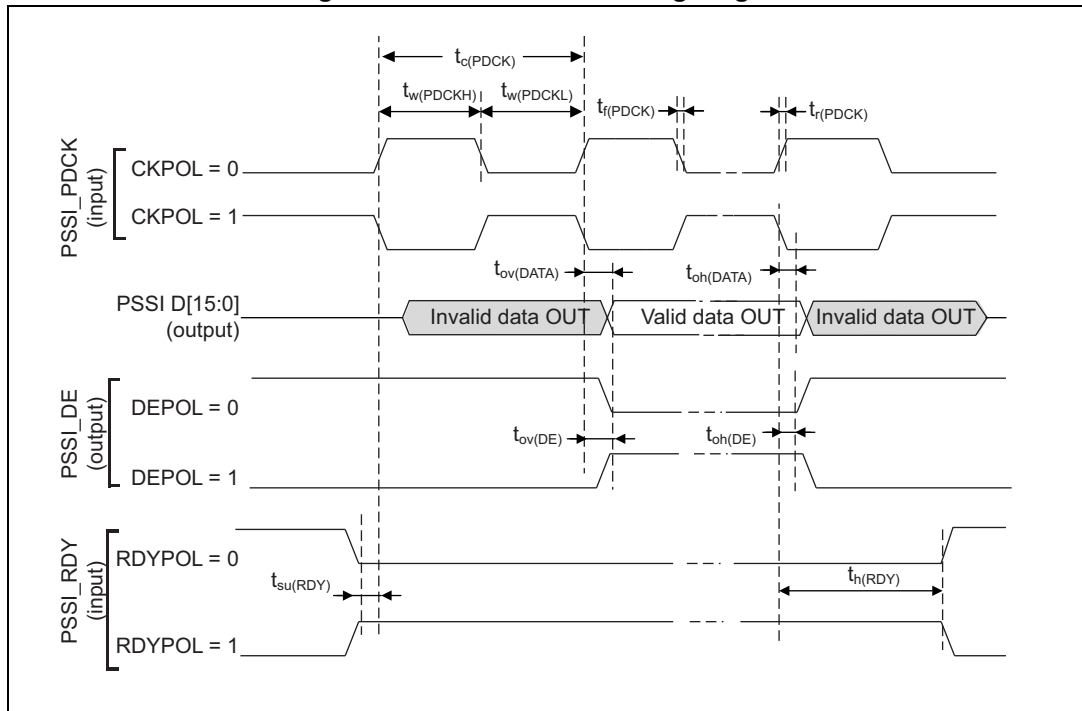 tc(PDCK)
tw(PDCKH) tw(PDCKL) tf(PDCK) tr(PDCK)
PSSI_PDCK
(input)
CKPOL = 0
CKPOL = 1
tov(DATA) toh(DATA)
PSSI D[15:0]
(output)
Invalid data OUT Valid data OUT Invalid data OUT
PSSI_DE
(output)
DEPOL = 0
tov(DE) toh(DE)
DEPOL = 1
PSSI_RDY
(input)
RDYPOL = 0
tsu(RDY) th(RDY)
RDYPOL = 1